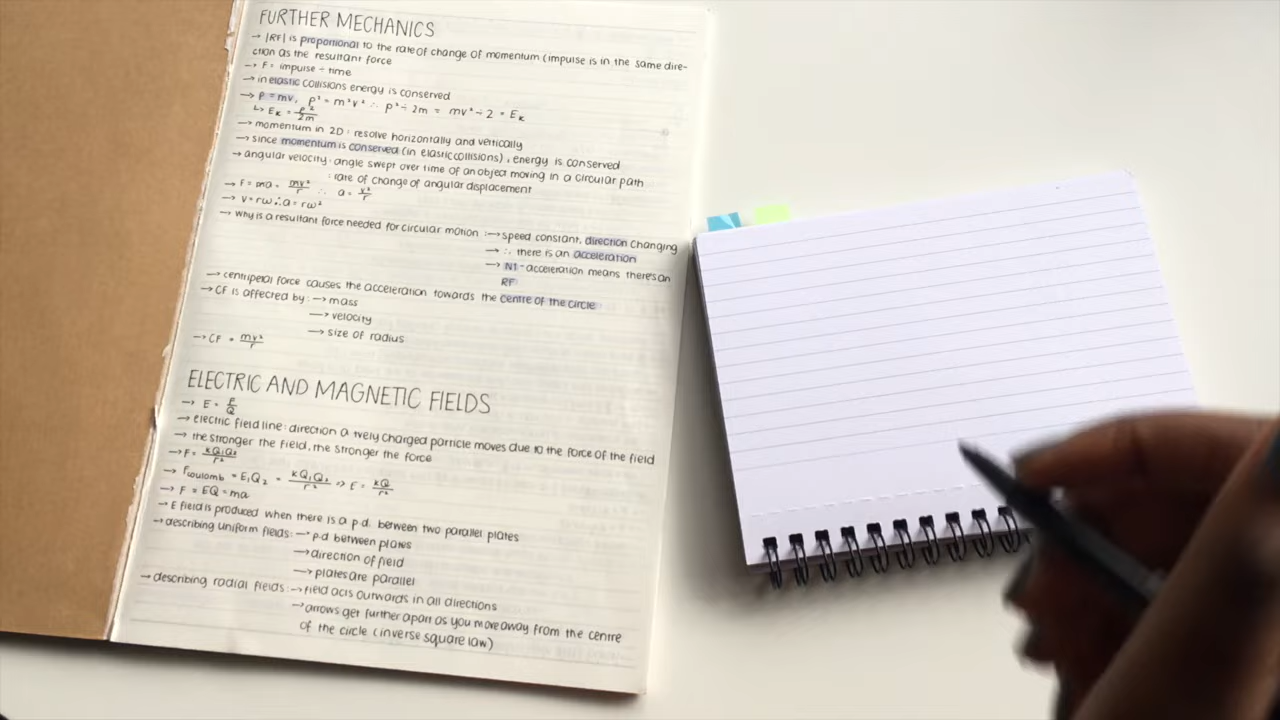 FURTHER MECHANICS
→ |RF| is proportional to the rate of change of momentum (impulse is in the same dire-
ction as the resultant force
→ F = impulse ÷ time
→ in elastic collisions energy is conserved
→ p = mv, p² = m²v² ∴ p² ÷ 2m = mv² ÷ 2 = Eₖ
↳ Eₖ = p²/2m
→ momentum in 2D: resolve horizontally and vertically
→ since momentum is conserved (in elastic collisions), energy is conserved
→ angular velocity: angle swept over time of an object moving in a circular path
: rate of change of angular displacement
→ F = ma = mv²/r ∴ a = v²/r
→ v = rω ∴ a = rω²
→ why is a resultant force needed for circular motion: → speed constant, direction changing
→ ∴ there is an acceleration
→ N1 - acceleration means there's an
RF
→ centripetal force causes the acceleration towards the centre of the circle
→ CF is affected by: → mass
→ velocity
→ size of radius
→ CF = mv²/r
ELECTRIC AND MAGNETIC FIELDS
→ E = F/Q
→ electric field line: direction a +vely charged particle moves due to the force of the field
→ the stronger the field, the stronger the force
→ F = kQ₁Q₂/r²
→ Fcoulomb = E₁Q₂ = kQ₁Q₂/r² ⇒ E = kQ/r²
→ F = EQ = ma
→ E field is produced when there is a p.d. between two parallel plates
→ describing uniform fields: → p.d between plates
→ direction of field
→ plates are parallel
→ describing radial fields: → field acts outwards in all directions
→ arrows get further apart as you move away from the centre
of the circle (inverse square law)